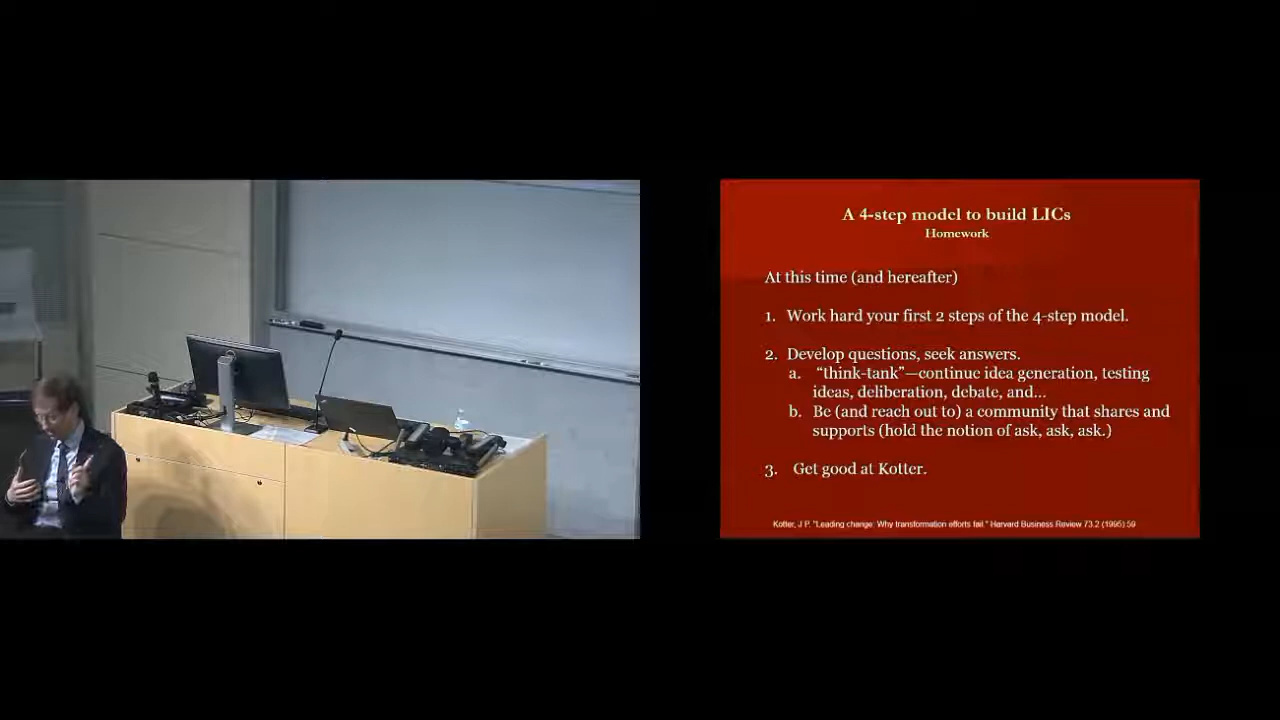 A 4-step model to build LICs
Homework
At this time (and hereafter)
1. Work hard your first 2 steps of the 4-step model.
2. Develop questions, seek answers.
a. “think-tank”—continue idea generation, testing
ideas, deliberation, debate, and...
b. Be (and reach out to) a community that shares and
supports (hold the notion of ask, ask, ask.)
3. Get good at Kotter.
Kotter, J P. "Leading change: Why transformation efforts fail." Harvard Business Review 73.2 (1995) 59